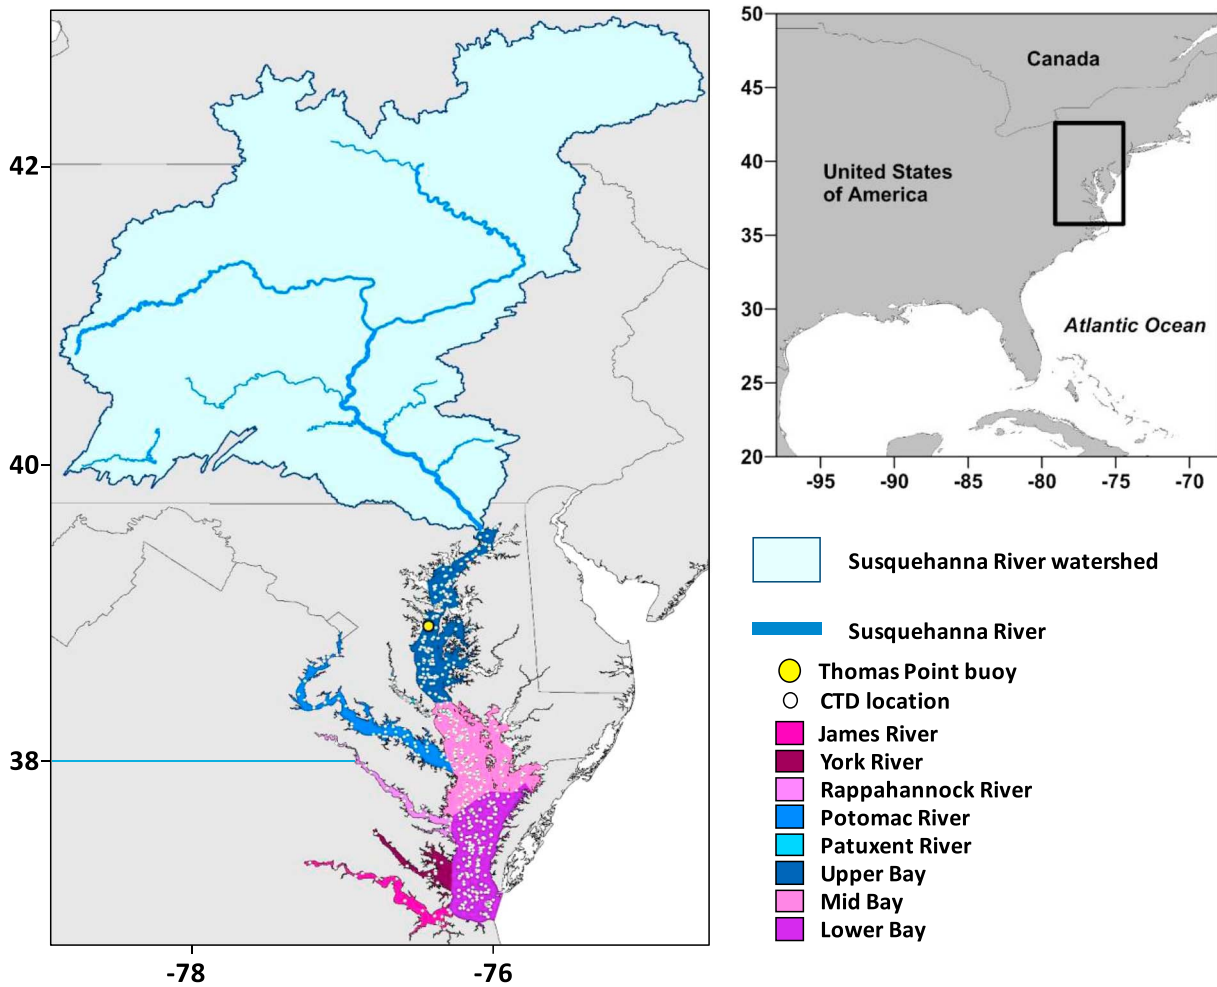 42
40
38
-78
-76
50
45
40
35
30
25
20
-95
-90
-85
-80
-75
-70
Canada
United States
of America
Atlantic Ocean
Susquehanna River watershed
Susquehanna River
Thomas Point buoy
CTD location
James River
York River
Rappahannock River
Potomac River
Patuxent River
Upper Bay
Mid Bay
Lower Bay